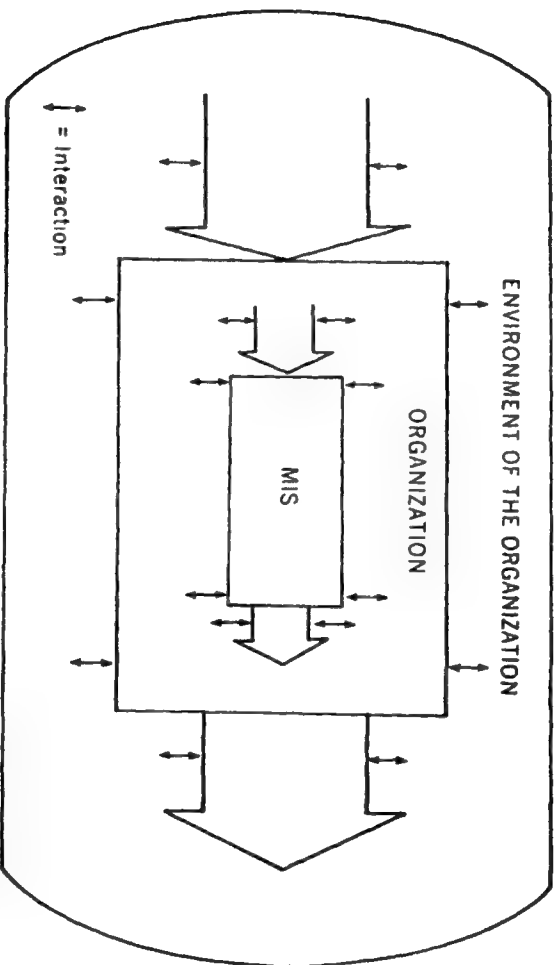 ENVIRONMENT OF THE ORGANIZATION
ORGANIZATION
MIS
= Interaction